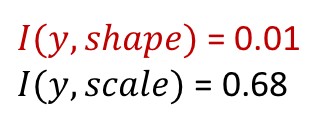 I(y, shape) = 0.01
I(y, scale) = 0.68